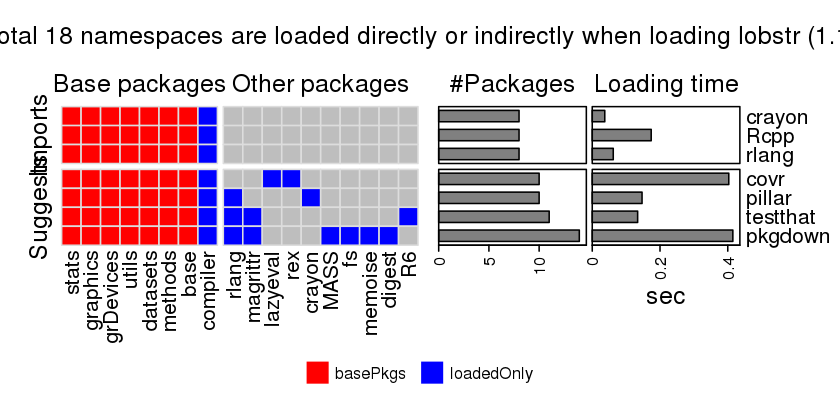 otal 18 namespaces are loaded directly or indirectly when loading lobstr (1.1
Base packages Other packages #Packages Loading time
Imports
Suggests
crayon
Rcpp
rlang
covr
pillar
testthat
pkgdown
stats
graphics
grDevices
utils
datasets
methods
base
compiler
rlang
magrittr
lazyeval
rex
crayon
MASS
fs
memoise
digest
R6
0 5 10
0 0.2 0.4
sec
basePkgs loadedOnly